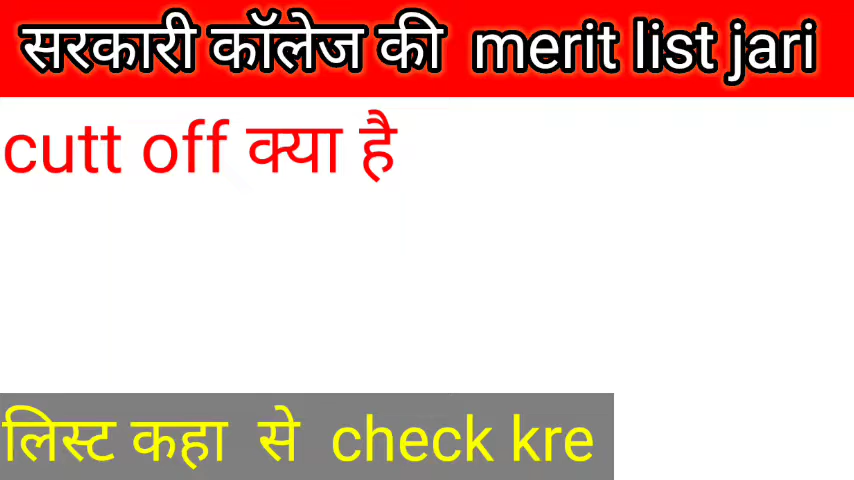 सरकारी कॉलेज की merit list jari
cutt off क्या है
लिस्ट कहा से check kre